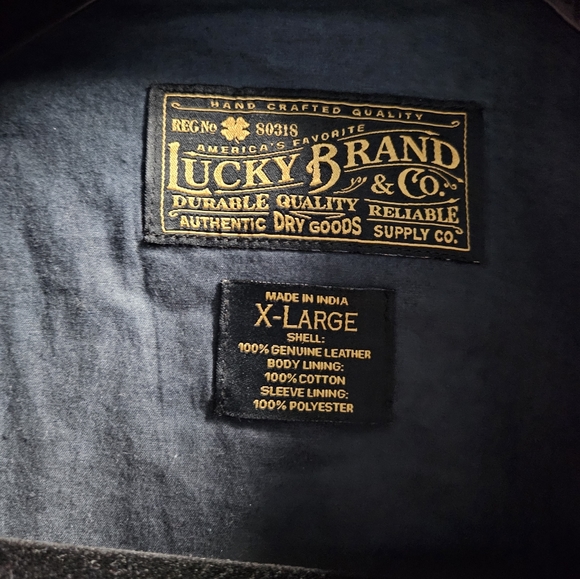 HAND CRAFTED QUALITY
REG No 80318
AMERICA'S FAVORITE
LUCKY BRAND
& CO.
DURABLE QUALITY RELIABLE
AUTHENTIC DRY GOODS SUPPLY CO.
MADE IN INDIA
X-LARGE
SHELL:
100% GENUINE LEATHER
BODY LINING:
100% COTTON
SLEEVE LINING:
100% POLYESTER